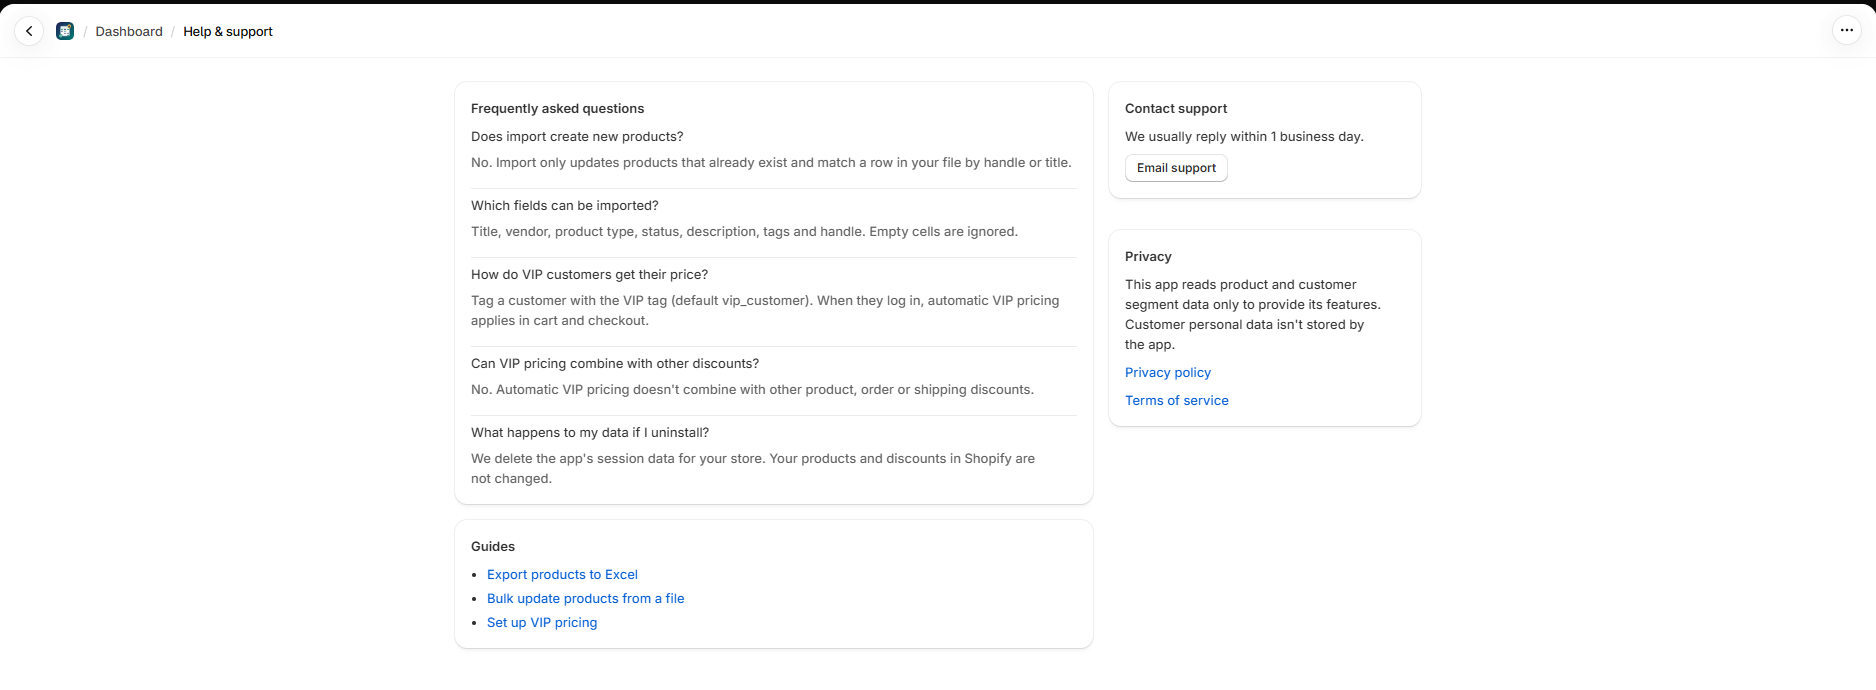 / Dashboard / Help & support
Frequently asked questions
Does import create new products?
No. Import only updates products that already exist and match a row in your file by handle or title.
Which fields can be imported?
Title, vendor, product type, status, description, tags and handle. Empty cells are ignored.
How do VIP customers get their price?
Tag a customer with the VIP tag (default vip_customer). When they log in, automatic VIP pricing
applies in cart and checkout.
Can VIP pricing combine with other discounts?
No. Automatic VIP pricing doesn't combine with other product, order or shipping discounts.
What happens to my data if I uninstall?
We delete the app's session data for your store. Your products and discounts in Shopify are
not changed.
Guides
• Export products to Excel
• Bulk update products from a file
• Set up VIP pricing
Contact support
We usually reply within 1 business day.
Email support
Privacy
This app reads product and customer
segment data only to provide its features.
Customer personal data isn't stored by
the app.
Privacy policy
Terms of service